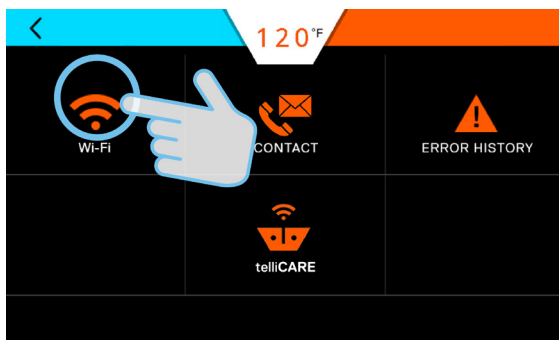 120°F
Wi-Fi
CONTACT
ERROR HISTORY
telliCARE